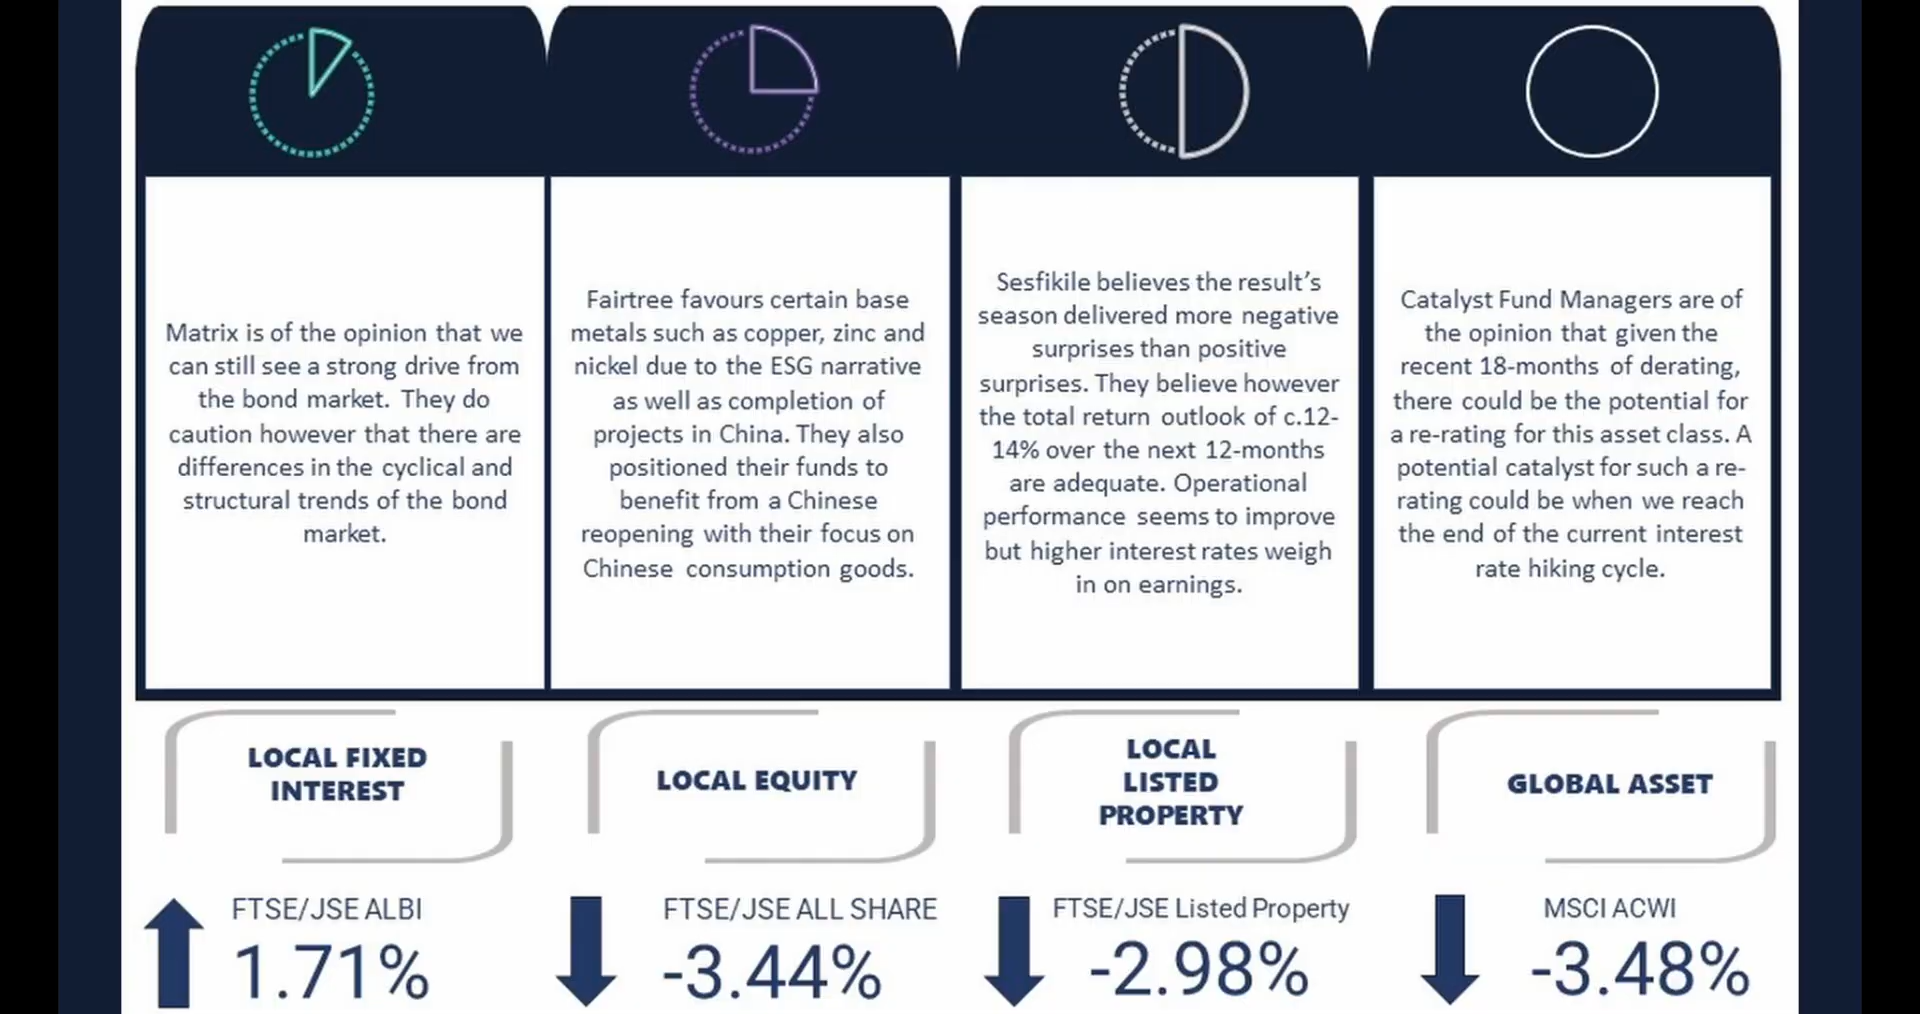 Matrix is of the opinion that we
can still see a strong drive from
the bond market. They do
caution however that there are
differences in the cyclical and
structural trends of the bond
market.
Fairtree favours certain base
metals such as copper, zinc and
nickel due to the ESG narrative
as well as completion of
projects in China. They also
positioned their funds to
benefit from a Chinese
reopening with their focus on
Chinese consumption goods.
Sesfikile believes the result’s
season delivered more negative
surprises than positive
surprises. They believe however
the total return outlook of c.12-
14% over the next 12-months
are adequate. Operational
performance seems to improve
but higher interest rates weigh
in on earnings.
Catalyst Fund Managers are of
the opinion that given the
recent 18-months of derating,
there could be the potential for
a re-rating for this asset class. A
potential catalyst for such a re-
rating could be when we reach
the end of the current interest
rate hiking cycle.
LOCAL FIXED
INTEREST
LOCAL EQUITY
LOCAL
LISTED
PROPERTY
GLOBAL ASSET
FTSE/JSE ALBI
1.71%
FTSE/JSE ALL SHARE
-3.44%
FTSE/JSE Listed Property
-2.98%
MSCI ACWI
-3.48%